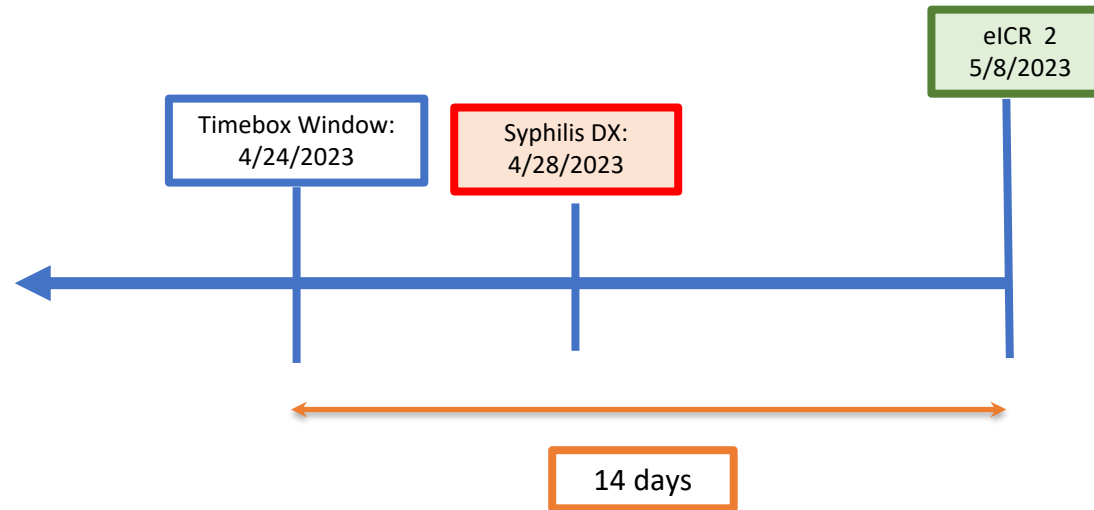 eICR 2
5/8/2023
Timebox Window:
4/24/2023
Syphilis DX:
4/28/2023
14 days